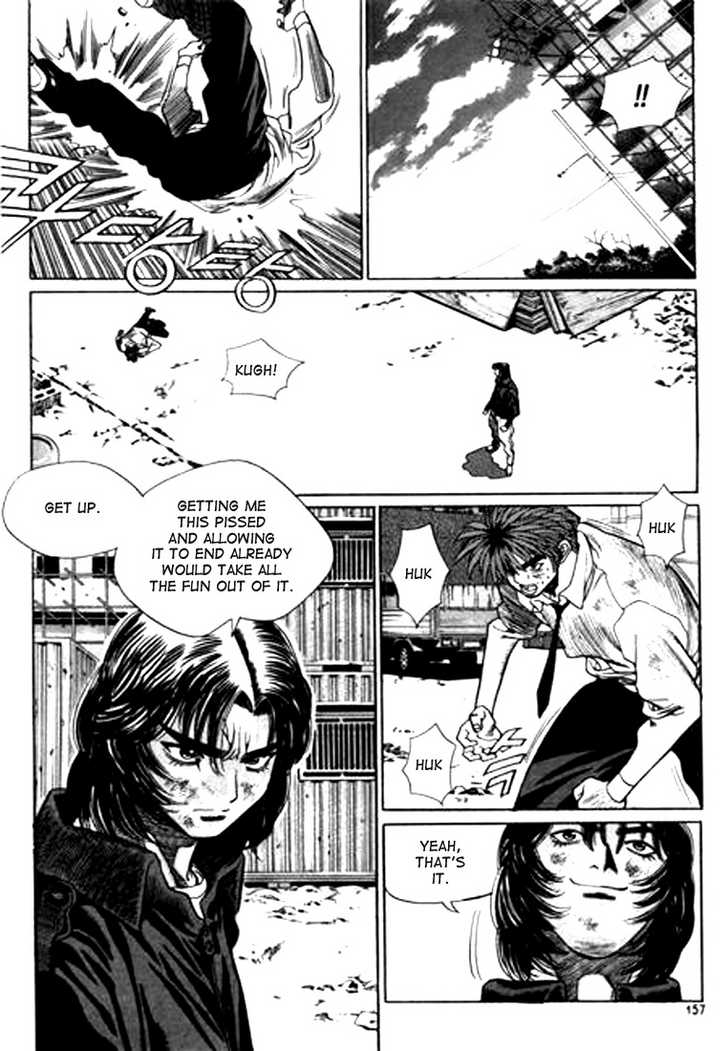 !!
KUGH!
GET UP.
GETTING ME
THIS PISSED
AND ALLOWING
IT TO END ALREADY
WOULD TAKE ALL
THE FUN OUT OF IT.
HUK
HUK
HUK
YEAH,
THAT'S
IT.
157